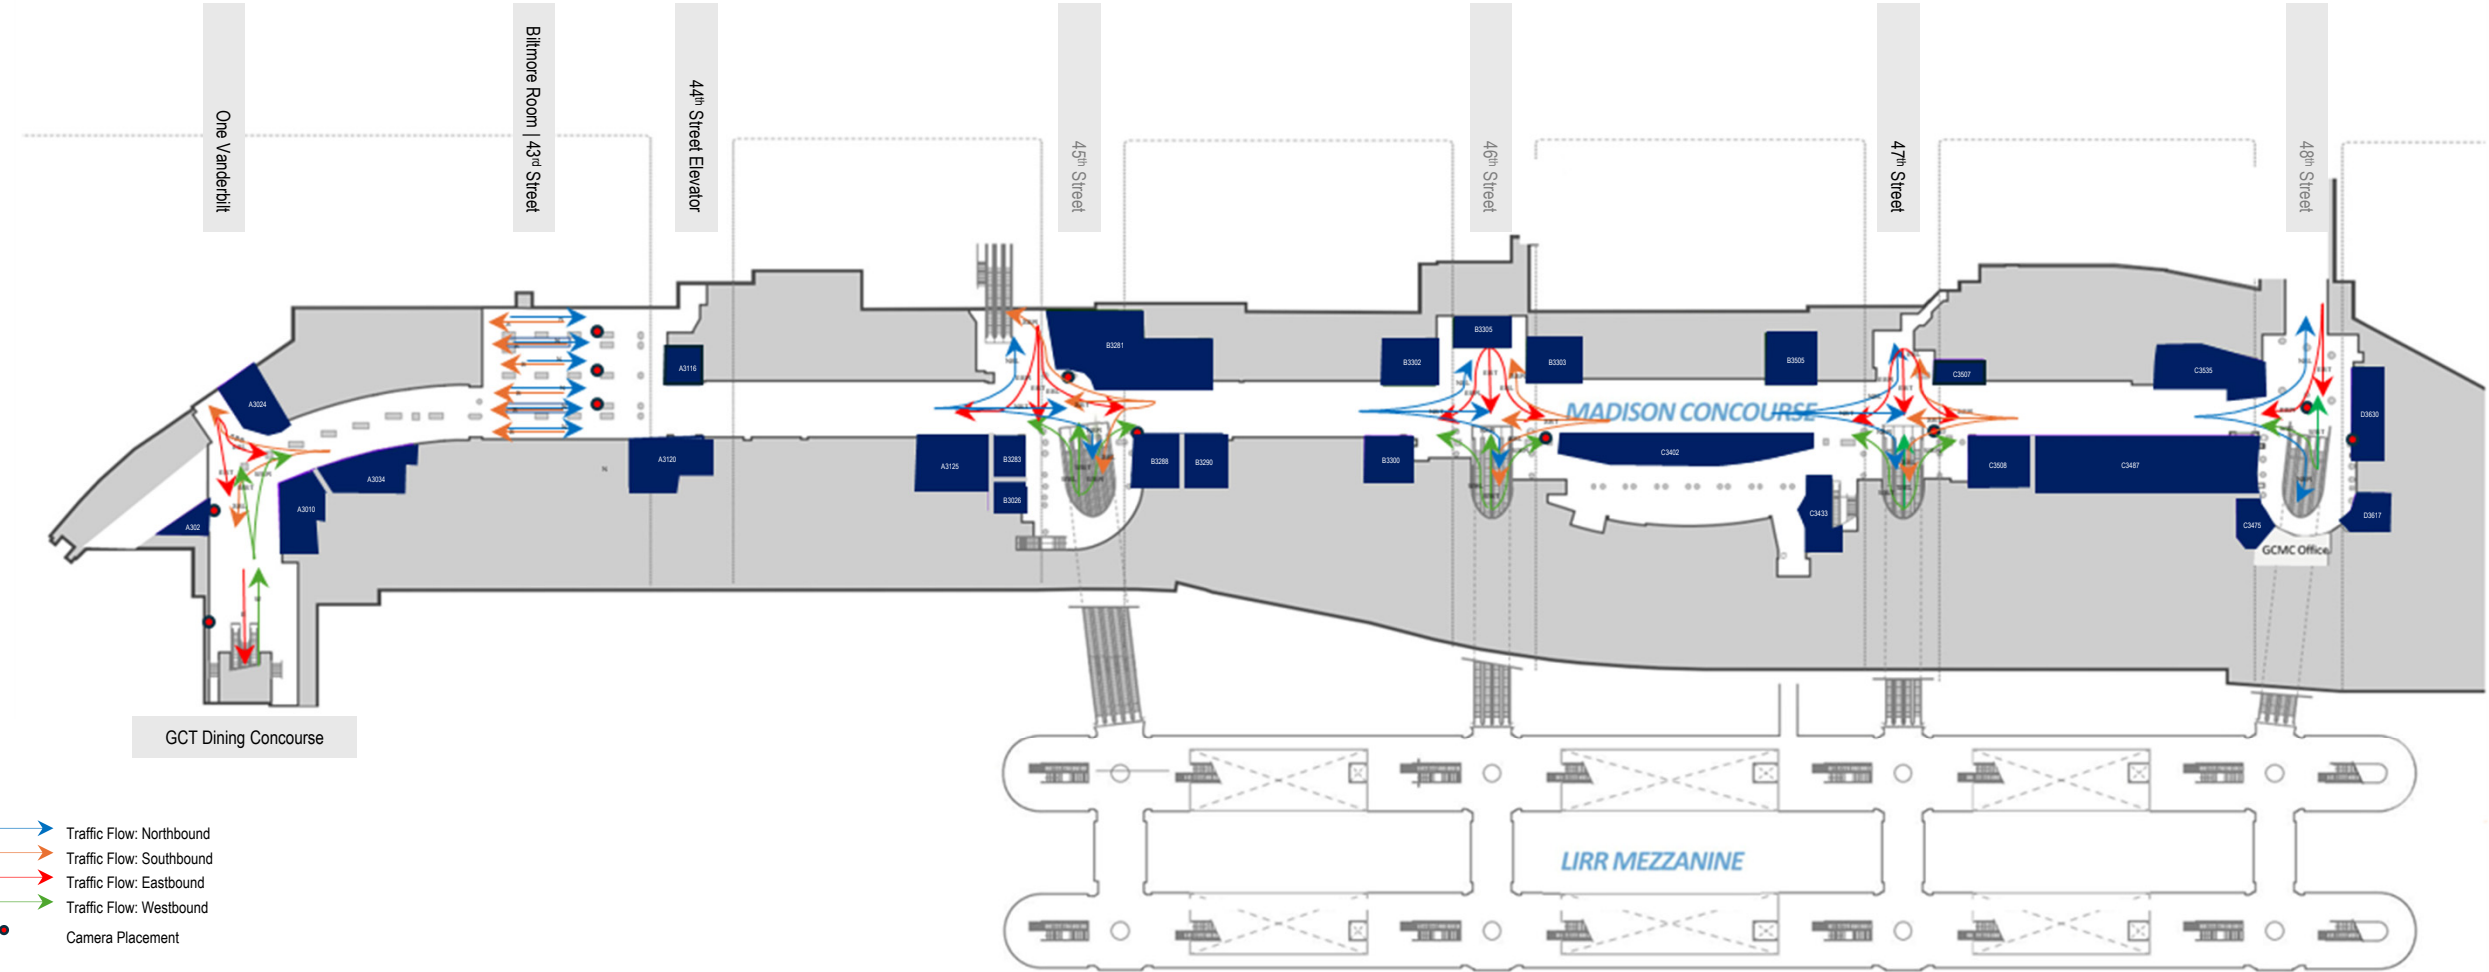 One Vanderbilt
Biltmore Room | 43rd Street
44th Street Elevator
45th Street
46th Street
47th Street
48th Street
A3024
A302
A3010
A3034
A3116
A3120
A3125
B3281
B3283
B3026
B3288
B3290
B3302
B3305
B3303
B3300
MADISON CONCOURSE
C3402
B3505
C3433
C3507
C3508
C3487
C3535
C3475
D3630
D3617
GCMC Office
GCT Dining Concourse
LIRR MEZZANINE
Traffic Flow: Northbound
Traffic Flow: Southbound
Traffic Flow: Eastbound
Traffic Flow: Westbound
Camera Placement